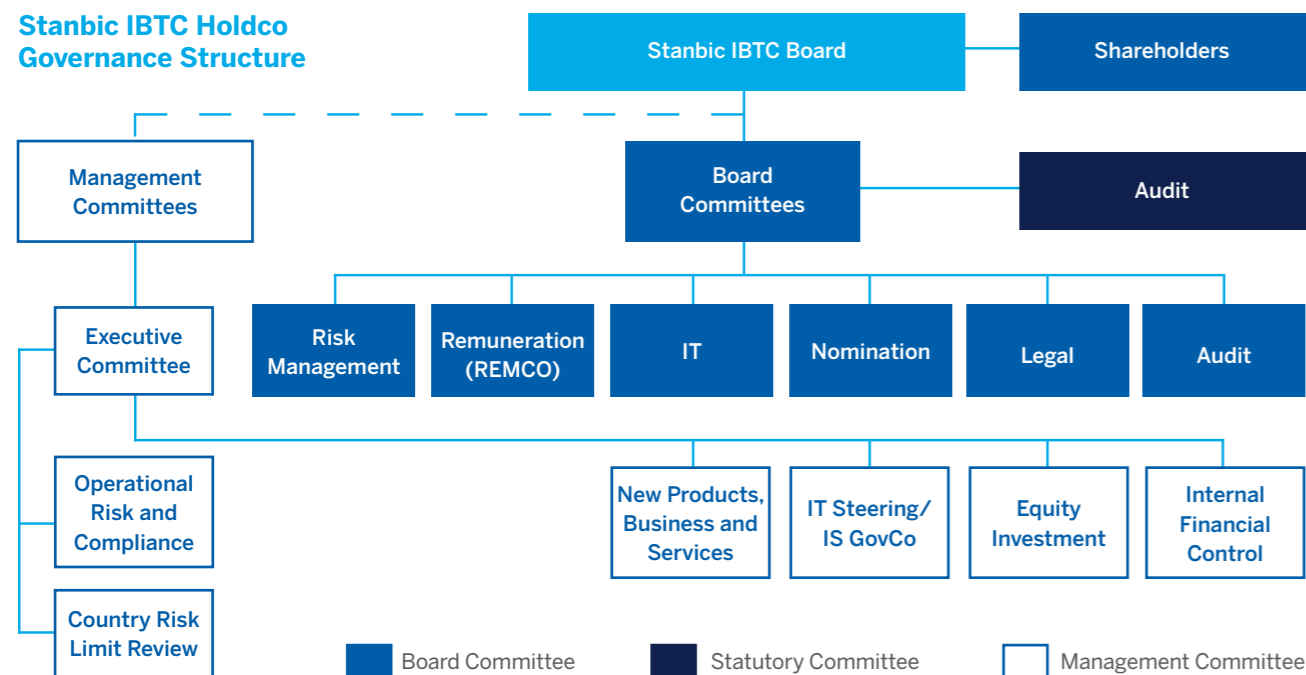 Stanbic IBTC Holdco
Governance Structure
Stanbic IBTC Board
Shareholders
Management
Committees
Board
Committees
Audit
Executive
Committee
Risk
Management
Remuneration
(REMCO)
IT
Nomination
Legal
Audit
Operational
Risk and
Compliance
New Products,
Business and
Services
IT Steering/
IS GovCo
Equity
Investment
Internal
Financial
Control
Country Risk
Limit Review
Board Committee
Statutory Committee
Management Committee